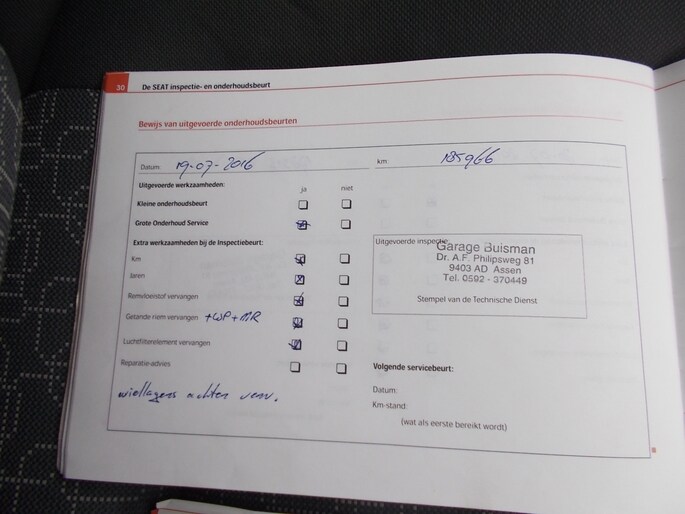 30 De SEAT inspectie- en onderhoudsbeurt
Bewijs van uitgevoerde onderhoudsbeurten
Datum: 19-07-2016 km: 185966
Uitgevoerde werkzaamheden: ja niet
Kleine onderhoudsbeurt
Grote Onderhoud Service
Extra werkzaamheden bij de Inspectiebeurt:
Km
Jaren
Remvloeistof vervangen
Getande riem vervangen +WP+MR
Luchtfilterelement vervangen
Reparatie-advies
wiellagers achter verv.
Uitgevoerde inspectie
Garage Buisman
Dr. A.F. Philipsweg 81
9403 AD Assen
Tel. 0592 - 370449
Stempel van de Technische Dienst
Volgende servicebeurt:
Datum:
Km-stand:
(wat als eerste bereikt wordt)